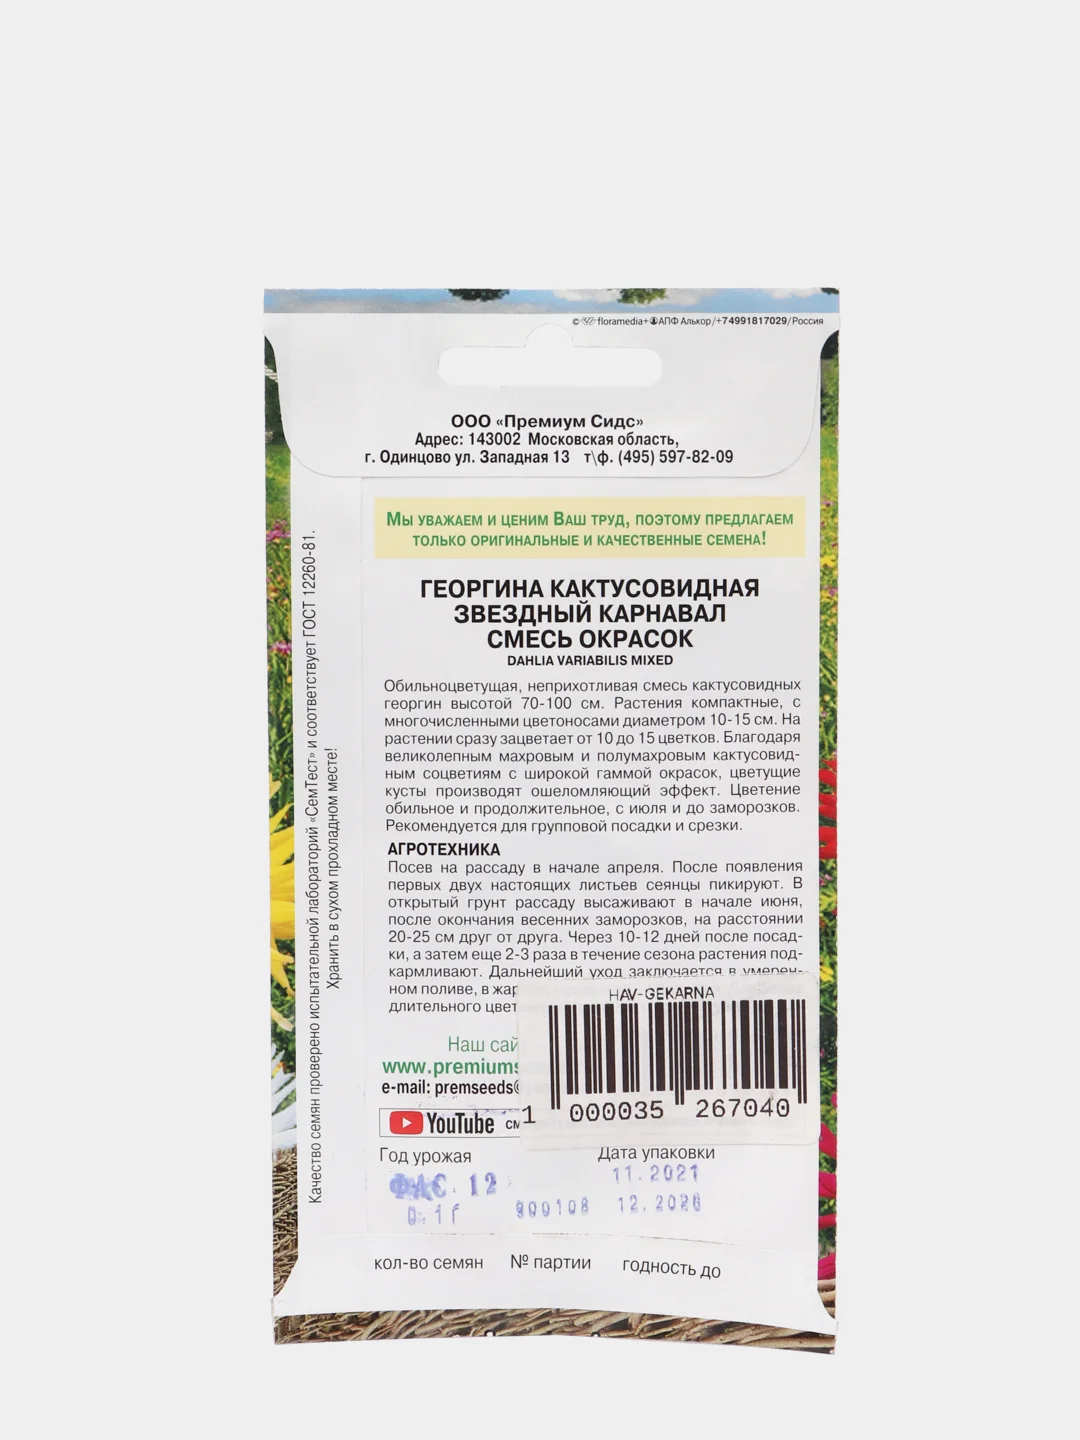 © floramedia+ АПФ Алькор/+74991817029/Россия
ООО «Премиум Сидс»
Адрес: 143002 Московская область,
г. Одинцово ул. Западная 13 т\ф. (495) 597-82-09
Мы уважаем и ценим Ваш труд, поэтому предлагаем
только оригинальные и качественные семена!
ГЕОРГИНА КАКТУСОВИДНАЯ
ЗВЕЗДНЫЙ КАРНАВАЛ
СМЕСЬ ОКРАСОК
DAHLIA VARIABILIS MIXED
Обильноцветущая, неприхотливая смесь кактусовидных
георгин высотой 70-100 см. Растения компактные, с
многочисленными цветоносами диаметром 10-15 см. На
растении сразу зацветает от 10 до 15 цветков. Благодаря
великолепным махровым и полумахровым кактусовид-
ным соцветиям с широкой гаммой окрасок, цветущие
кусты производят ошеломляющий эффект. Цветение
обильное и продолжительное, с июля и до заморозков.
Рекомендуется для групповой посадки и срезки.
АГРОТЕХНИКА
Посев на рассаду в начале апреля. После появления
первых двух настоящих листьев сеянцы пикируют. В
открытый грунт рассаду высаживают в начале июня,
после окончания весенних заморозков, на расстоянии
20-25 см друг от друга. Через 10-12 дней после посад-
ки, а затем еще 2-3 раза в течение сезона растения под-
кармливают. Дальнейший уход заключается в умерен-
ном поливе, в жар
длительного цвет
HAV-GEKARNA
1 000035 267040
Наш сай
www.premiums
e-mail: premseeds@
YouTube см
Год урожая Дата упаковки
ФАС 12 11.2021
0.1Г 900108 12.2026
кол-во семян № партии годность до
Качество семян проверено испытательной лабораторий «СемТест» и соответствует ГОСТ 12260-81.
Хранить в сухом прохладном месте!